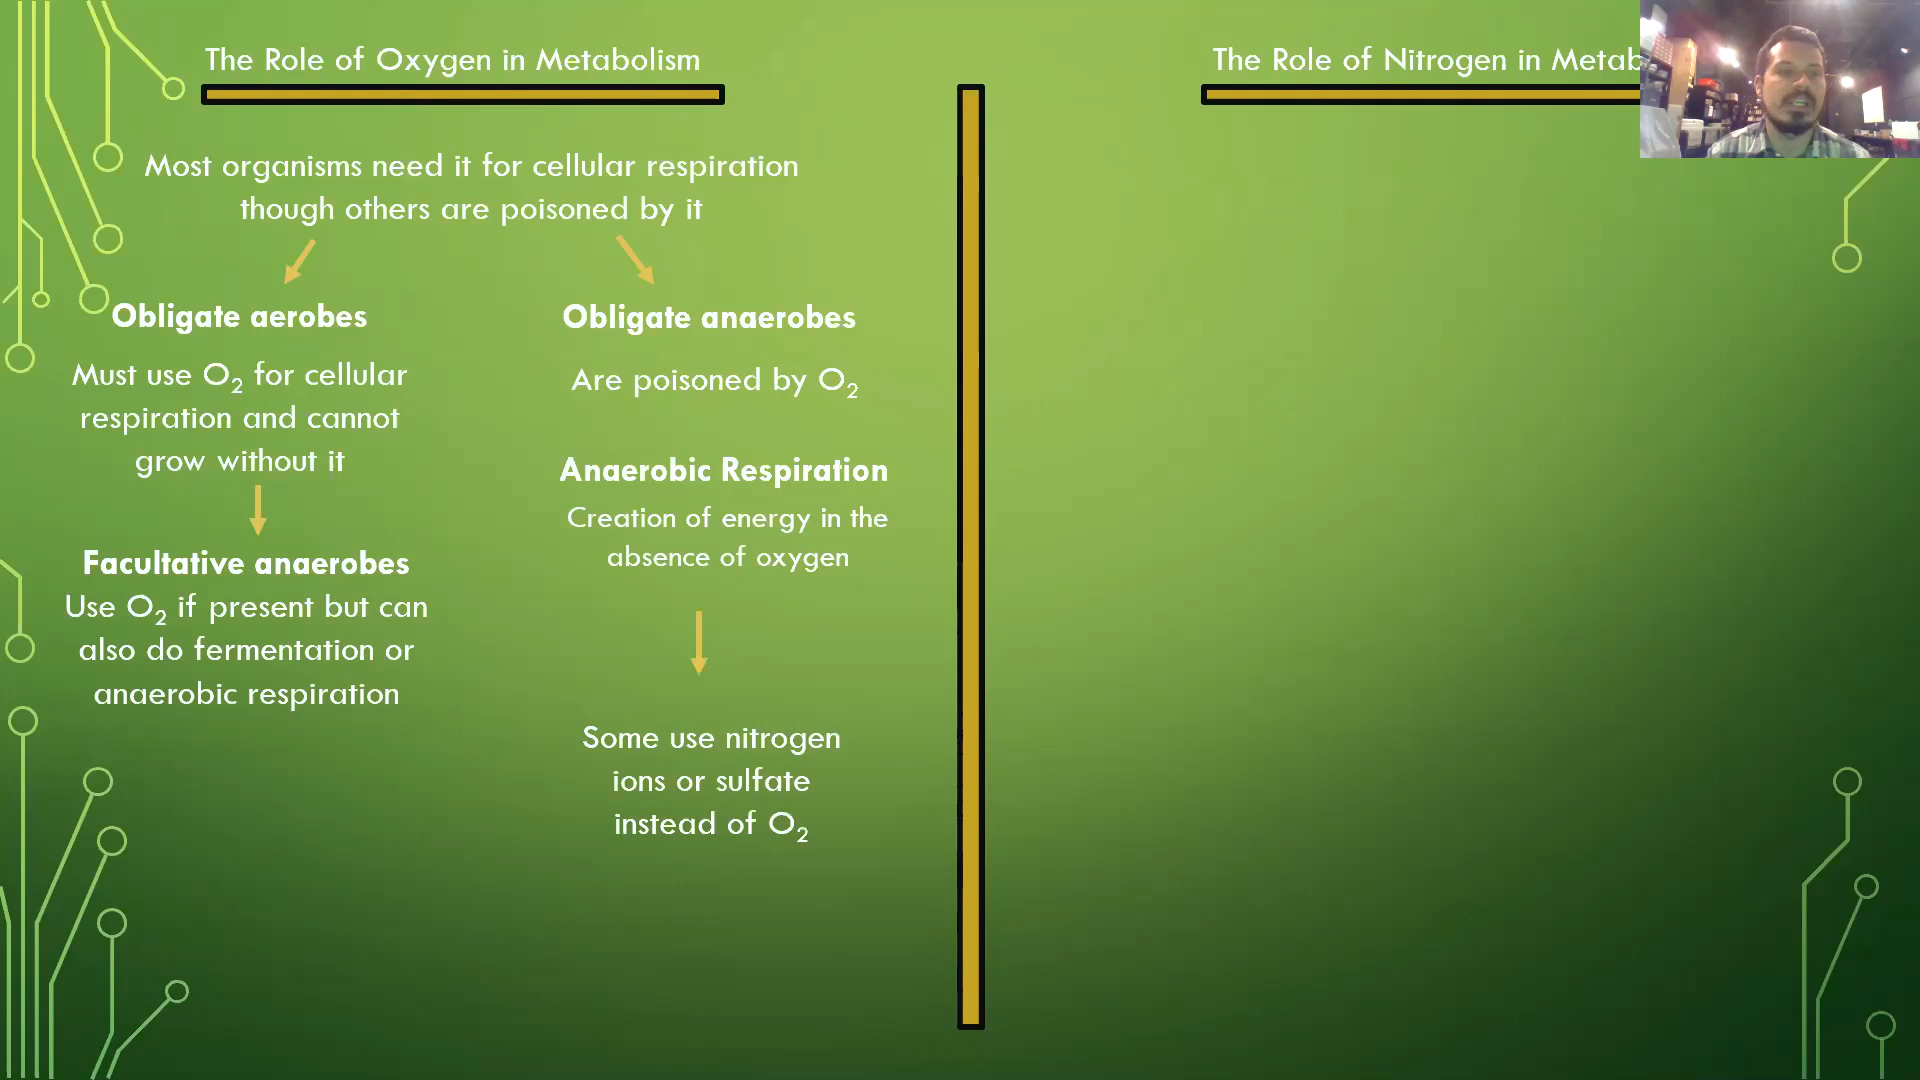 The Role of Oxygen in Metabolism
Most organisms need it for cellular respiration
though others are poisoned by it
Obligate aerobes
Must use O₂ for cellular
respiration and cannot
grow without it
Facultative anaerobes
Use O₂ if present but can
also do fermentation or
anaerobic respiration
Obligate anaerobes
Are poisoned by O₂
Anaerobic Respiration
Creation of energy in the
absence of oxygen
Some use nitrogen
ions or sulfate
instead of O₂
The Role of Nitrogen in Metab